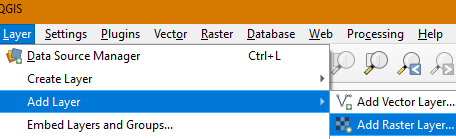 QGIS
Layer Settings Plugins Vector Raster Database Web Processing Help
Data Source Manager Ctrl+L
Create Layer
Add Layer
Add Vector Layer...
Embed Layers and Groups...
Add Raster Layer...